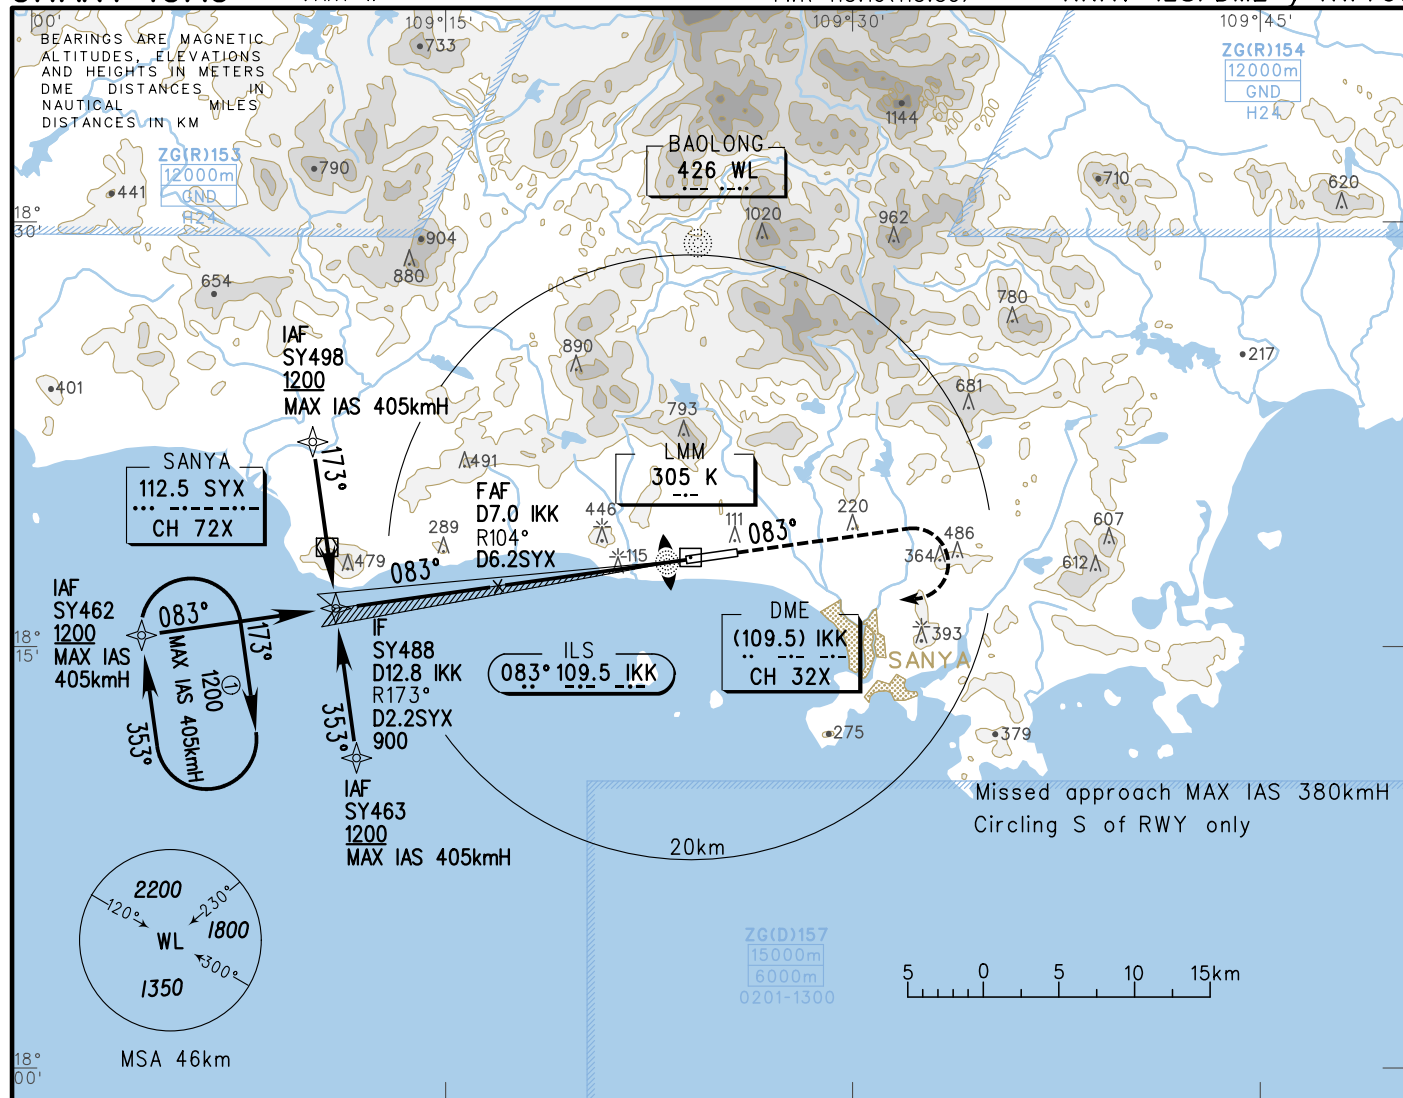 109°15'
109°30'
109°45'
00'
BEARINGS ARE MAGNETIC
ALTITUDES, ELEVATIONS
AND HEIGHTS IN METERS
DME DISTANCES IN
NAUTICAL MILES
DISTANCES IN KM
733
ZG(R)154
12000m
GND
H24
1144
400
200
ZG(R)153
12000m
GND
H24
790
441
BAOLONG
426 WL
710
620
18°
30'
1020
962
904
880
654
780
IAF
SY498
1200
MAX IAS 405kmH
890
217
401
681
793
173°
SANYA
112.5 SYX
CH 72X
491
LMM
305 K
FAF
D7.0 IKK
R104°
D6.2SYX
446
111
083°
220
486
364
607
612
289
479
115
083°
IAF
SY462
1200
MAX IAS
405kmH
083°
173°
MAX IAS 405kmH
1200
①
353°
IF
SY488
D12.8 IKK
R173°
D2.2SYX
900
353°
ILS
083° 109.5 IKK
DME
(109.5) IKK
CH 32X
393
SANYA
18°
15'
275
379
IAF
SY463
1200
MAX IAS 405kmH
Missed approach MAX IAS 380kmH
Circling S of RWY only
20km
2200
120°
230°
WL
1800
300°
1350
MSA 46km
ZG(D)157
15000m
6000m
0201-1300
5 0 5 10 15km
18°
00'